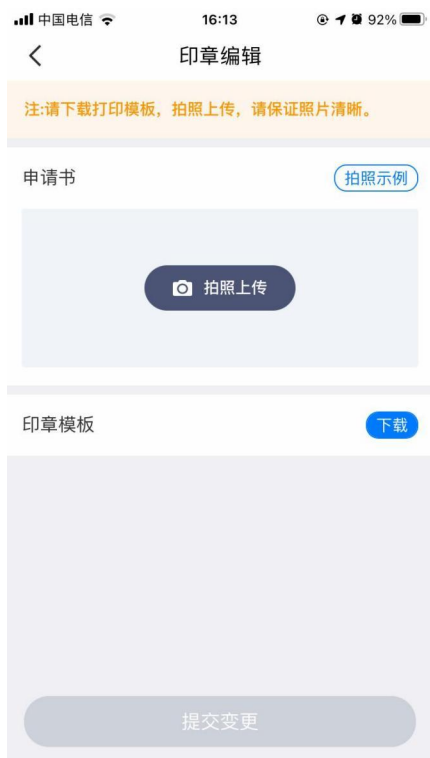 中国电信 16:13 92%
印章编辑
注:请下载打印模板，拍照上传，请保证照片清晰。
申请书 拍照示例
拍照上传
印章模板 下载
提交变更